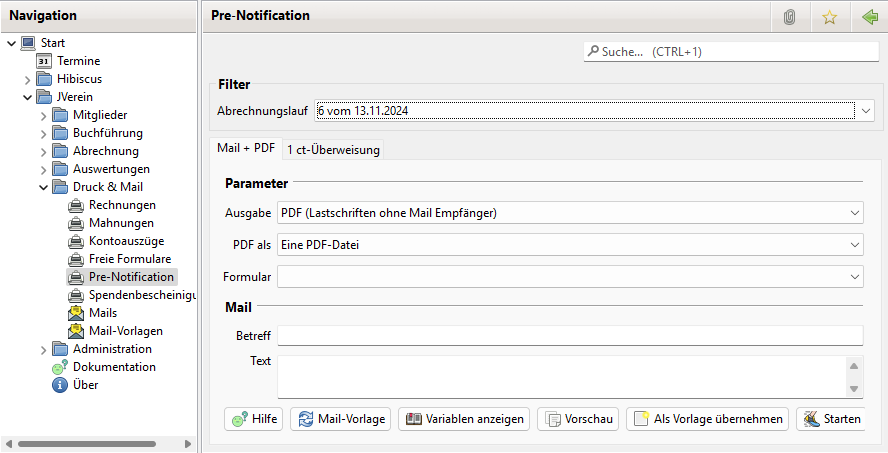 Navigation
Start
31 Termine
Hibiscus
JVerein
Mitglieder
Buchführung
Abrechnung
Auswertungen
Druck & Mail
Rechnungen
Mahnungen
Kontoauszüge
Freie Formulare
Pre-Notification
Spendenbescheinigu
Mails
Mail-Vorlagen
Administration
Dokumentation
Über
Pre-Notification
Suche... (CTRL+1)
Filter
Abrechnungslauf 6 vom 13.11.2024
Mail + PDF 1 ct-Überweisung
Parameter
Ausgabe PDF (Lastschriften ohne Mail Empfänger)
PDF als Eine PDF-Datei
Formular
Mail
Betreff
Text
Hilfe Mail-Vorlage Variablen anzeigen Vorschau Als Vorlage übernehmen Starten